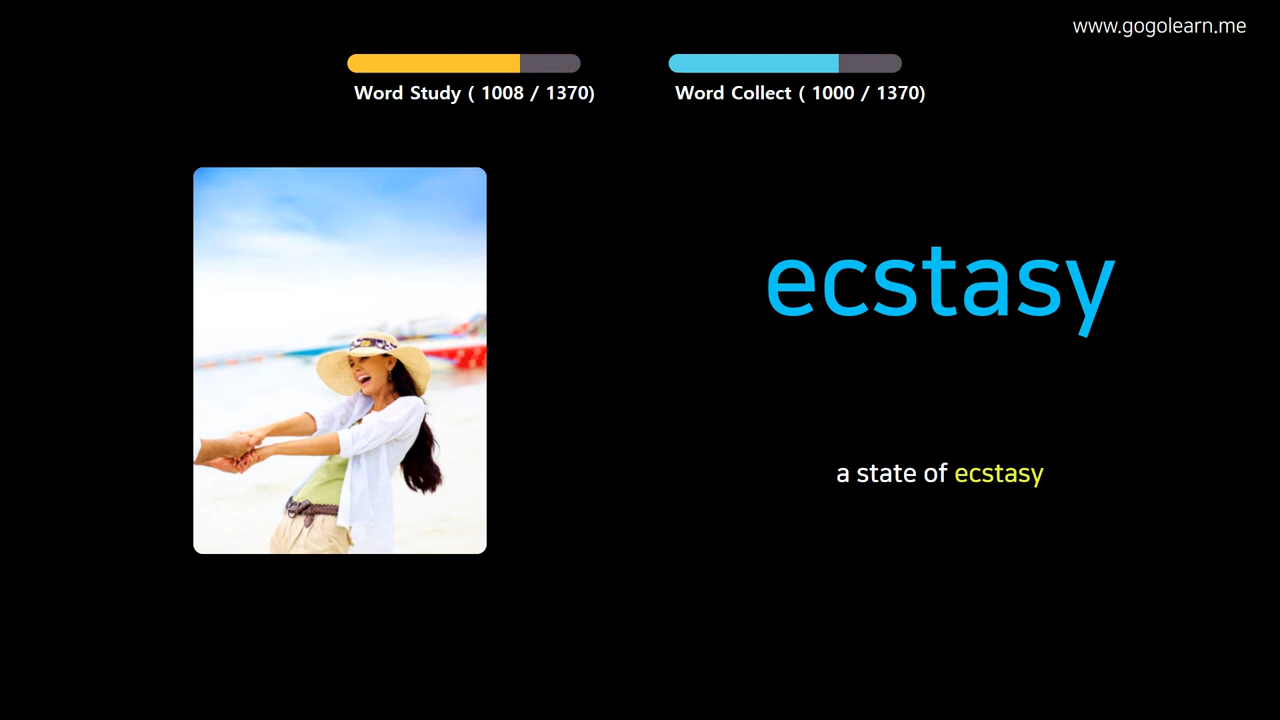 www.gogolearn.me
Word Study ( 1008 / 1370)
Word Collect ( 1000 / 1370)
ecstasy
a state of ecstasy